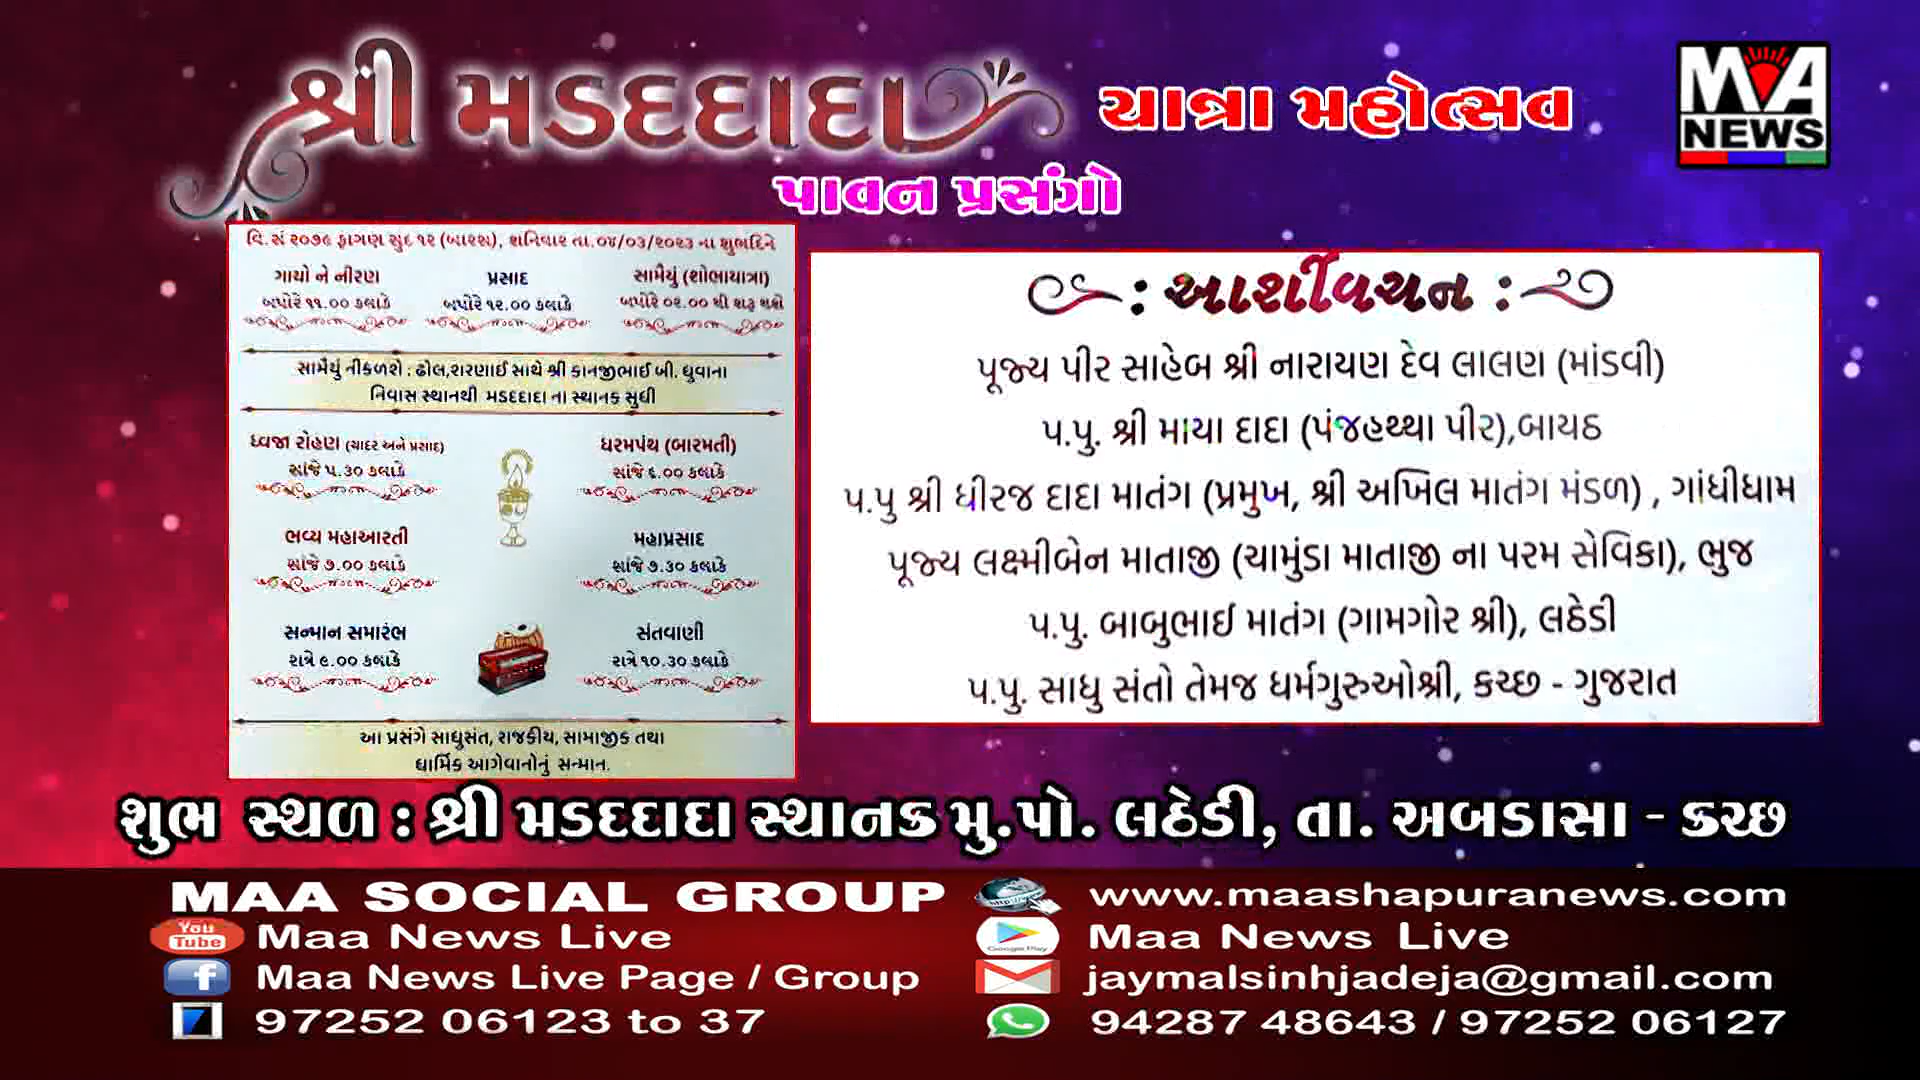 શ્રી મડદદાદા યાત્રા મહોત્સવ
MAA
NEWS
પાવન પ્રસંગો
વિ.સં ૨૦૭૯ ફાગણ સુદ ૧૨ (બારસ), શનિવાર તા.૦૪/૦૩/૨૦૨૩ ના શુભદિને
ગાયો ને નીરણ
બપોરે ૧૧.૦૦ કલાકે
પ્રસાદ
બપોરે ૧૨.૦૦ કલાકે
સામૈયું (શોભાયાત્રા)
બપોરે ૦૨.૦૦ થી શરૂ થશે
સામૈયું નીકળશે : ઢોલ,શરણાઈ સાથે શ્રી કાનજીભાઈ બી. ધુવાના
નિવાસ સ્થાનથી મડદદાદા ના સ્થાનક સુધી
ધ્વજા રોહણ (ચાદર અને પ્રસાદ)
સાંજે ૫.૩૦ કલાકે
ધરમપંથ (બારમતી)
સાંજે ૬.૦૦ કલાકે
ભવ્ય મહાઆરતી
સાંજે ૭.૦૦ કલાકે
મહાપ્રસાદ
સાંજે ૭.૩૦ કલાકે
સન્માન સમારંભ
રાત્રે ૯.૦૦ કલાકે
સંતવાણી
રાત્રે ૧૦.૩૦ કલાકે
આ પ્રસંગે સાધુસંત, રાજકીય, સામાજીક તથા
ધાર્મિક આગેવાનોનું સન્માન.
: આર્શીવચન :
પૂજ્ય પીર સાહેબ શ્રી નારાયણ દેવ લાલણ (માંડવી)
પ.પુ. શ્રી માયા દાદા (પંજહથ્થા પીર),બાયઠ
પ.પુ શ્રી ધીરજ દાદા માતંગ (પ્રમુખ, શ્રી અખિલ માતંગ મંડળ) , ગાંધીધામ
પૂજ્ય લક્ષ્મીબેન માતાજી (ચામુંડા માતાજી ના પરમ સેવિકા), ભુજ
પ.પુ. બાબુભાઈ માતંગ (ગામગોર શ્રી), લઠેડી
પ.પુ. સાધુ સંતો તેમજ ધર્મગુરુઓશ્રી, કચ્છ - ગુજરાત
શુભ સ્થળ : શ્રી મડદદાદા સ્થાનક મુ.પો. લઠેડી, તા. અબડાસા - કચ્છ
MAA SOCIAL GROUP
You Tube Maa News Live
Maa News Live Page / Group
97252 06123 to 37
http:// www.maashapuranews.com
Google Play Maa News Live
jaymalsinhjadeja@gmail.com
94287 48643 / 97252 06127